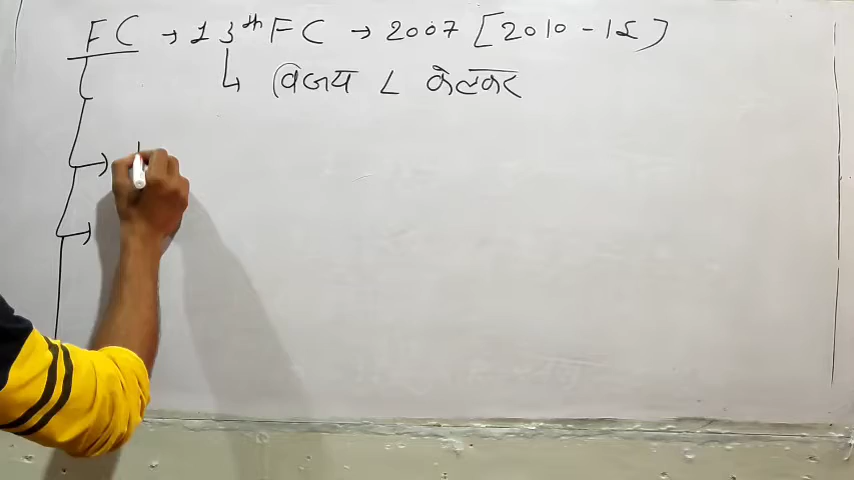 FC → 13th FC → 2007 [2010-15]
विजय L केलकर